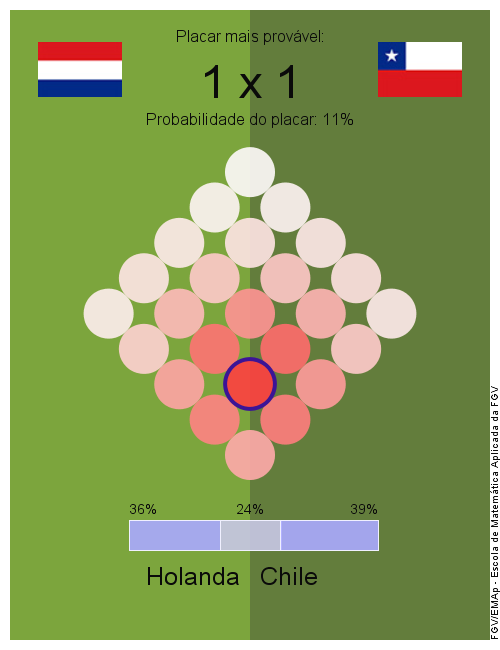 Placar mais provável:
1 x 1
Probabilidade do placar: 11%
36% 24% 39%
Holanda Chile
FGV/EMAp - Escola de Matemática Aplicada da FGV